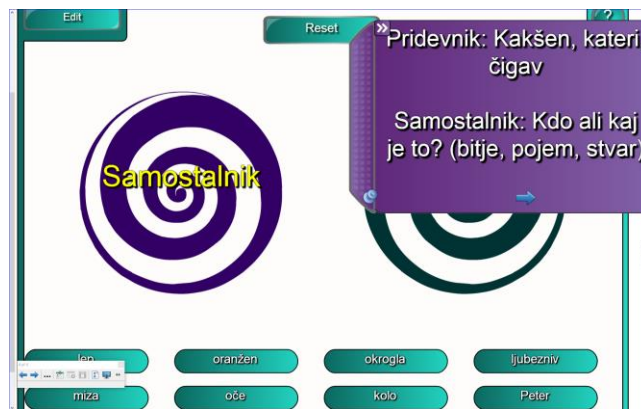 Edit
Reset
?
Pridevnik: Kakšen, kateri
čigav
Samostalnik: Kdo ali kaj
je to? (bitje, pojem, stvar)
Samostalnik
lep
oranžen
okrogla
ljubezniv
miza
oče
kolo
Peter